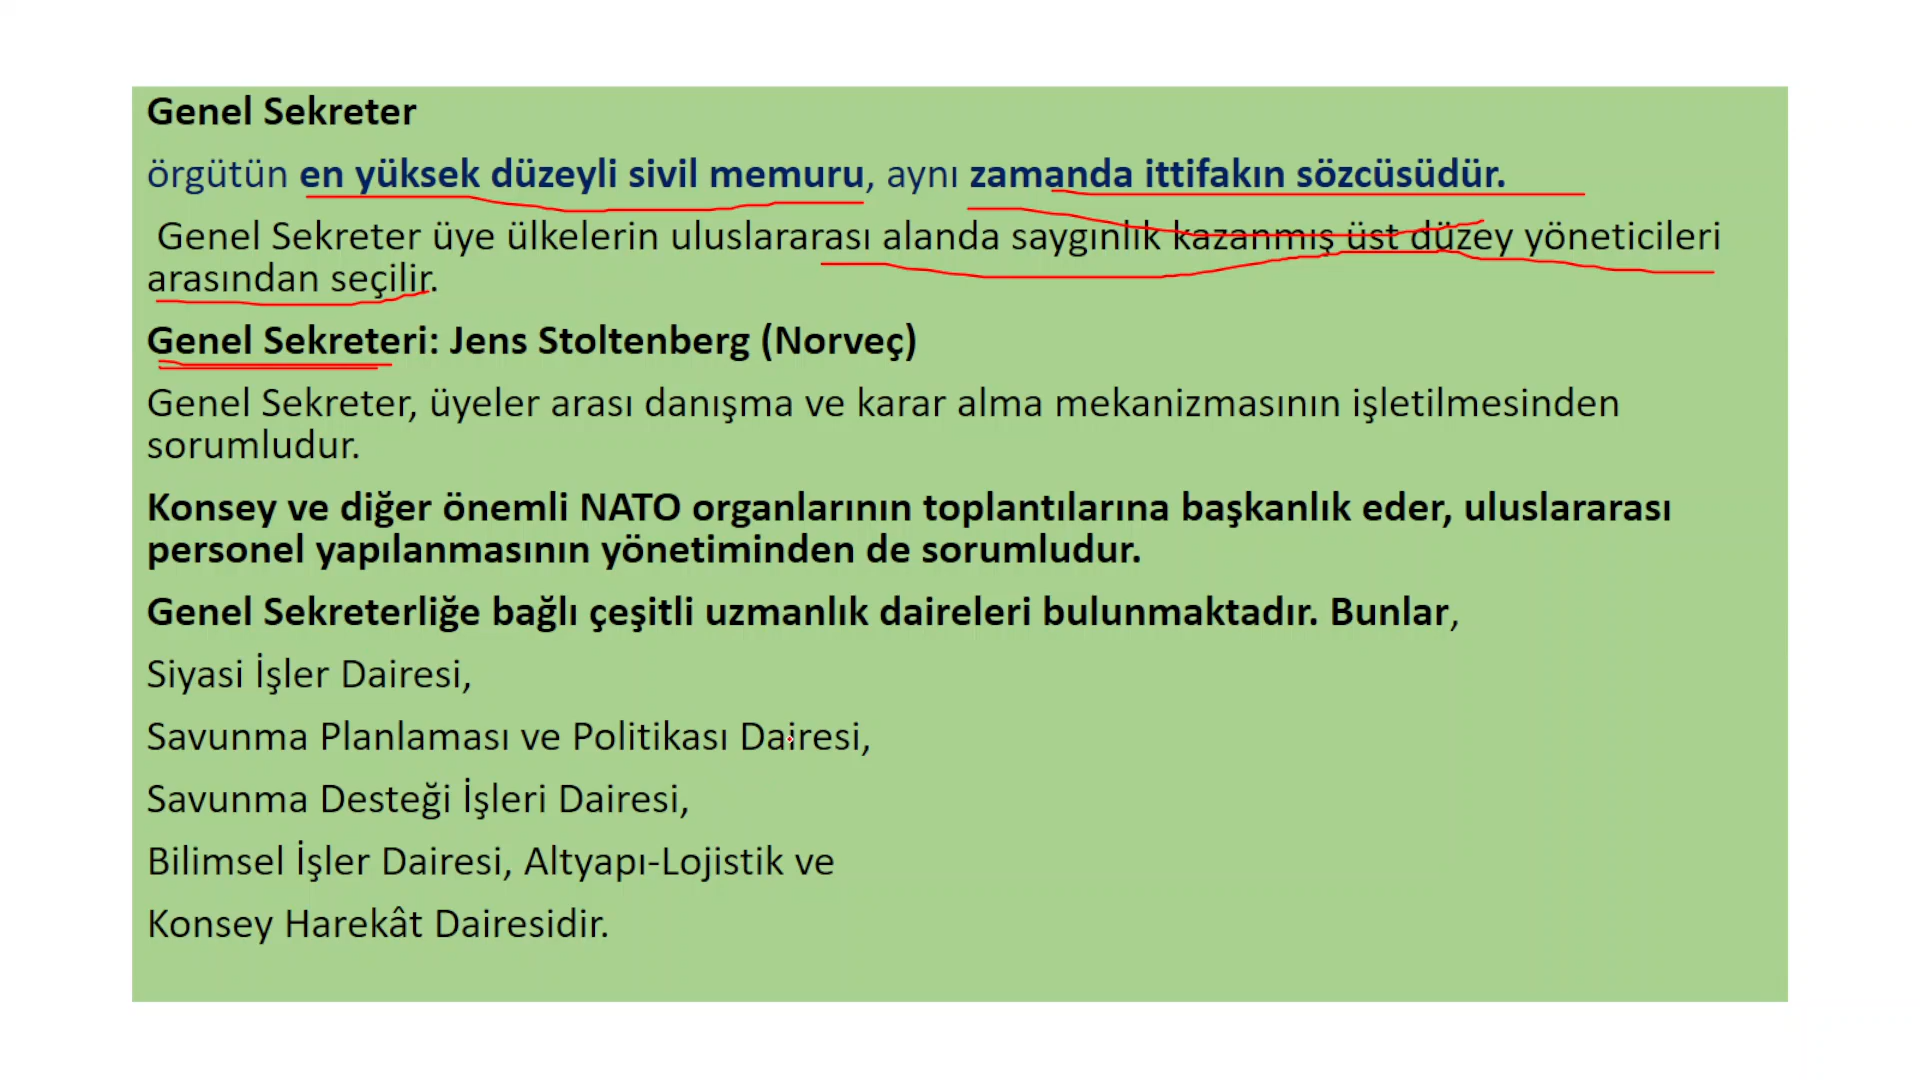 Genel Sekreter
örgütün en yüksek düzeyli sivil memuru, aynı zamanda ittifakın sözcüsüdür.
Genel Sekreter üye ülkelerin uluslararası alanda saygınlık kazanmış üst düzey yöneticileri
arasından seçilir.
Genel Sekreteri: Jens Stoltenberg (Norveç)
Genel Sekreter, üyeler arası danışma ve karar alma mekanizmasının işletilmesinden
sorumludur.
Konsey ve diğer önemli NATO organlarının toplantılarına başkanlık eder, uluslararası
personel yapılanmasının yönetiminden de sorumludur.
Genel Sekreterliğe bağlı çeşitli uzmanlık daireleri bulunmaktadır. Bunlar,
Siyasi İşler Dairesi,
Savunma Planlaması ve Politikası Dairesi,
Savunma Desteği İşleri Dairesi,
Bilimsel İşler Dairesi, Altyapı-Lojistik ve
Konsey Harekât Dairesidir.